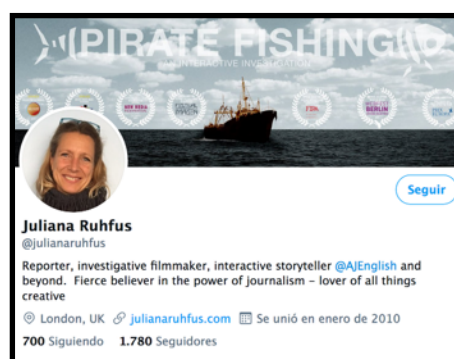 PIRATE FISHING
AN INTERACTIVE INVESTIGATION
Seguir
Juliana Ruhfus
@julianaruhfus
Reporter, investigative filmmaker, interactive storyteller @AJEnglish and
beyond. Fierce believer in the power of journalism – lover of all things
creative
London, UK julianaruhfus.com Se unió en enero de 2010
700 Siguiendo 1.780 Seguidores